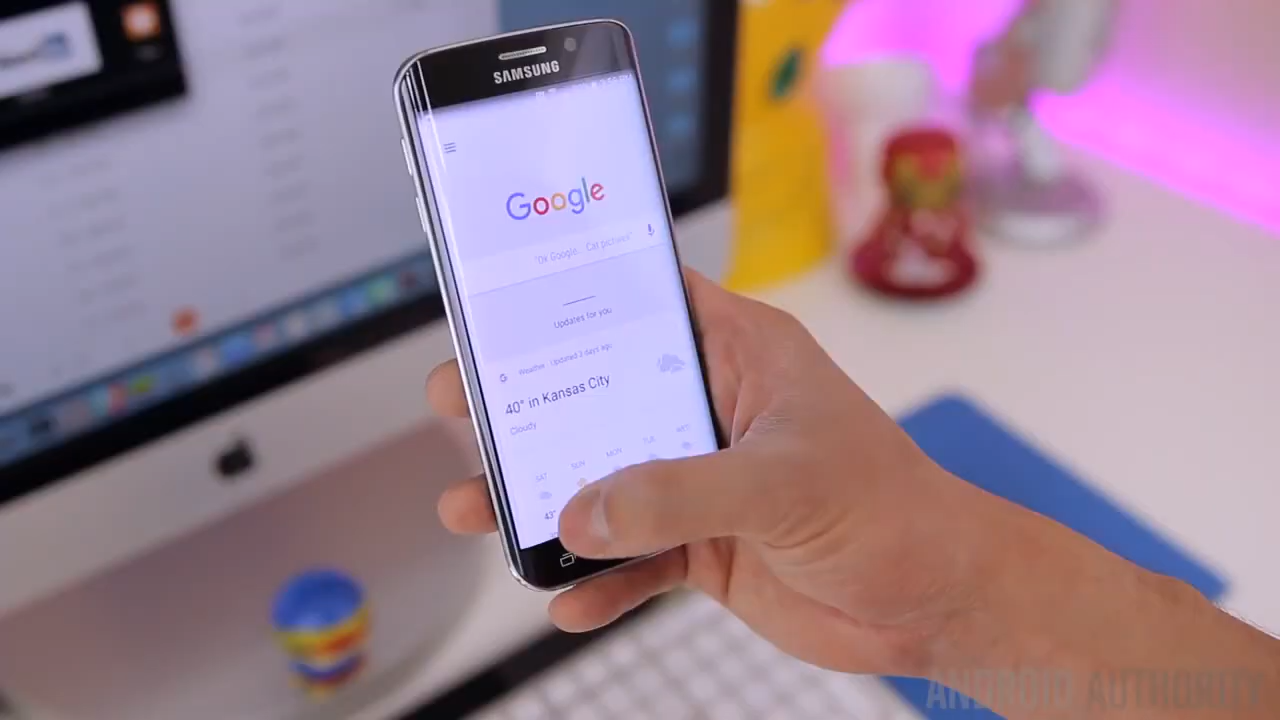 SAMSUNG
Google
"Ok Google... Cat pictures"
Updates for you
Weather · Updated 3 days ago
40° in Kansas City
Cloudy
SAT SUN MON TUE WED
43°
ANDROID AUTHORITY